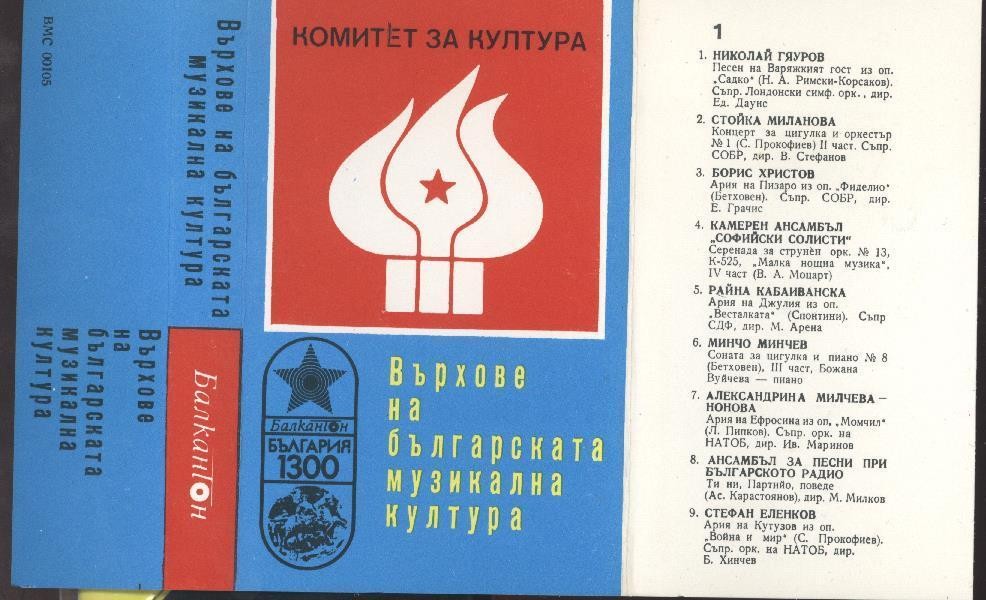 ВМС 00105
Върхове на българската
музикална култура
Върхове
на
българската
музикална
култура
Балкантон
КОМИТЕТ ЗА КУЛТУРА
Балкантон
БЪЛГАРИЯ
1300
Върхове
на
българската
музикална
култура
1
1. НИКОЛАЙ ГЯУРОВ
Песен на Варяжкият гост из оп.
„Садко“ (Н. А. Римски-Корсаков).
Съпр. Лондонски симф. орк., дир.
Ед. Даунс
2. СТОЙКА МИЛАНОВА
Концерт за цигулка и оркестър
№ 1 (С. Прокофиев) II част. Съпр.
СОБР, дир. В. Стефанов
3. БОРИС ХРИСТОВ
Ария на Пизаро из оп. „Фиделио“
(Бетховен). Съпр. СОБР, дир.
Е. Грачис
4. КАМЕРЕН АНСАМБЪЛ
„СОФИЙСКИ СОЛИСТИ“
Серенада за струнен орк. № 13,
К-525, „Малка нощна музика“,
IV част (В. А. Моцарт)
5. РАЙНА КАБАИВАНСКА
Ария на Джулия из оп.
„Весталката“ (Спонтини). Съпр
СДФ, дир. М. Арена
6. МИНЧО МИНЧЕВ
Соната за цигулка и пиано № 8
(Бетховен), III част, Божана
Вуйчева — пиано
7. АЛЕКСАНДРИНА МИЛЧЕВА–
НОНОВА
Ария на Ефросина из оп. „Момчил“
(Л. Пипков). Съпр. орк. на
НАТОБ, дир. Ив. Маринов
8. АНСАМБЪЛ ЗА ПЕСНИ ПРИ
БЪЛГАРСКОТО РАДИО
Ти ни, Партийо, поведе
(Ас. Карастоянов), дир. М. Милков
9. СТЕФАН ЕЛЕНКОВ
Ария на Кутузов из оп.
„Война и мир“ (С. Прокофиев).
Съпр. орк. на НАТОБ, дир.
Б. Хинчев